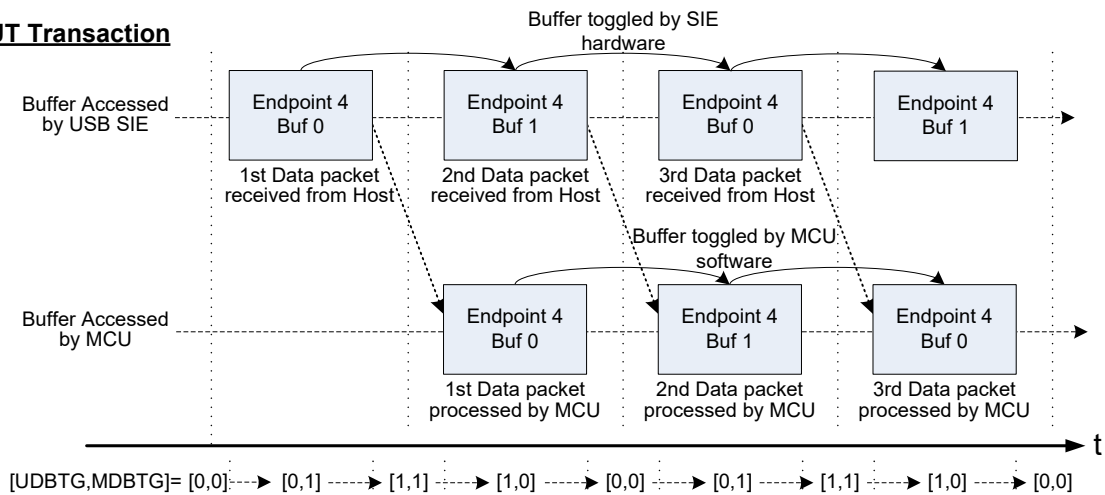 UT Transaction
Buffer toggled by SIE
hardware
Buffer Accessed
by USB SIE
Endpoint 4
Buf 0
Endpoint 4
Buf 1
Endpoint 4
Buf 0
Endpoint 4
Buf 1
1st Data packet
received from Host
2nd Data packet
received from Host
3rd Data packet
received from Host
Buffer toggled by MCU
software
Buffer Accessed
by MCU
Endpoint 4
Buf 0
Endpoint 4
Buf 1
Endpoint 4
Buf 0
1st Data packet
processed by MCU
2nd Data packet
processed by MCU
3rd Data packet
processed by MCU
t
[UDBTG,MDBTG]= [0,0] [0,1] [1,1] [1,0] [0,0] [0,1] [1,1] [1,0] [0,0]